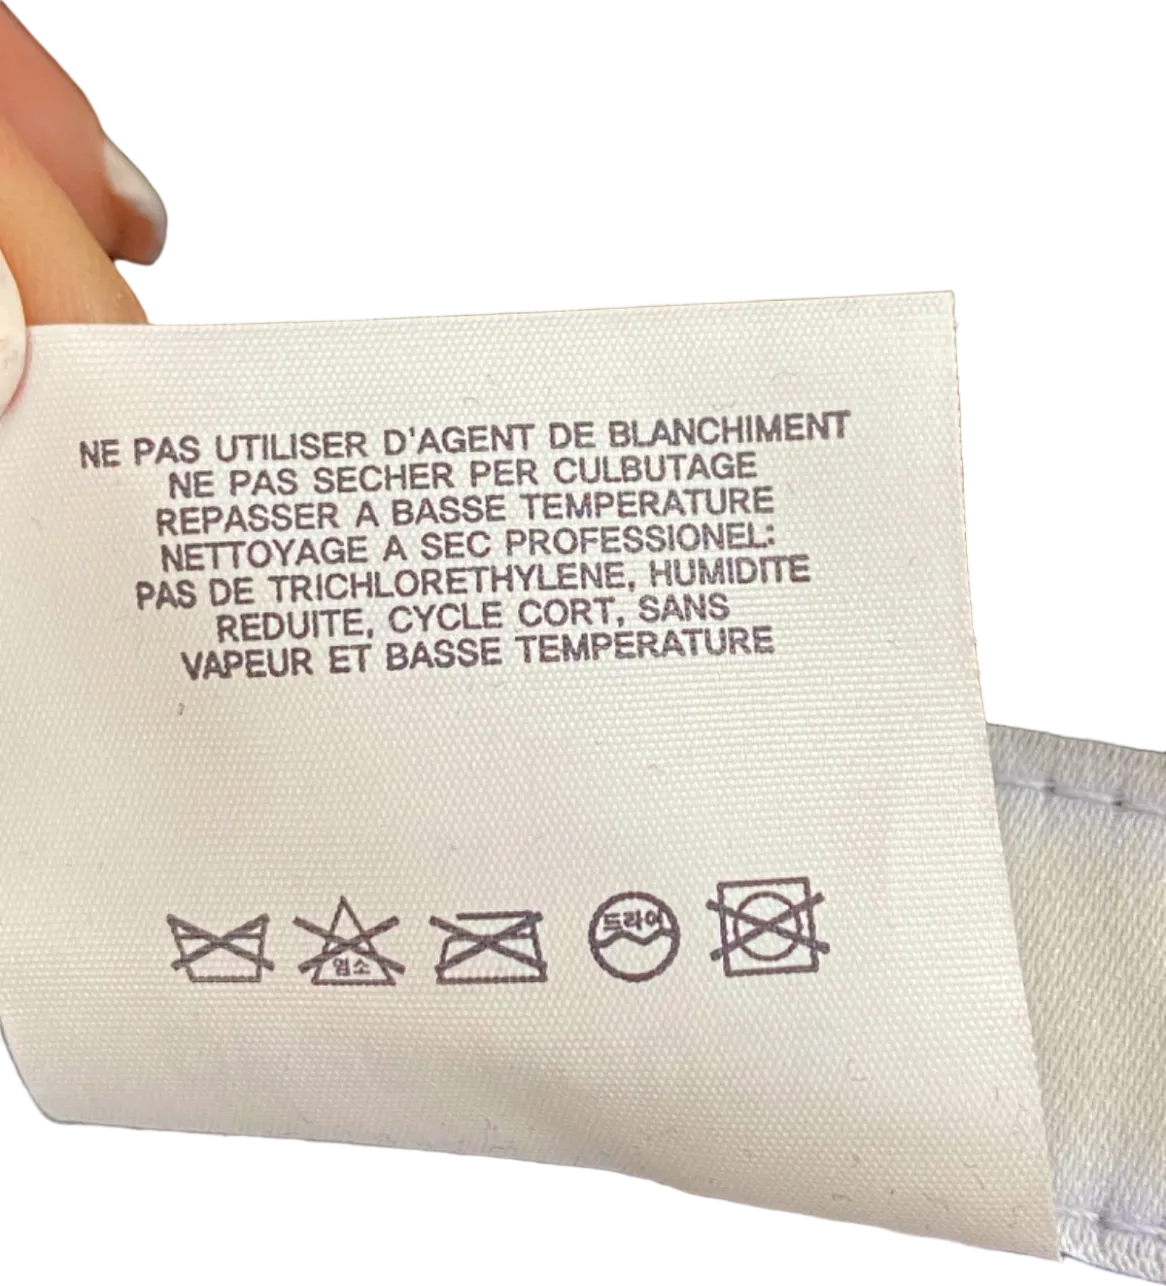 NE PAS UTILISER D'AGENT DE BLANCHIMENT
NE PAS SECHER PER CULBUTAGE
REPASSER A BASSE TEMPERATURE
NETTOYAGE A SEC PROFESSIONEL:
PAS DE TRICHLORETHYLENE, HUMIDITE
REDUITE, CYCLE CORT, SANS
VAPEUR ET BASSE TEMPERATURE
염소
드라이